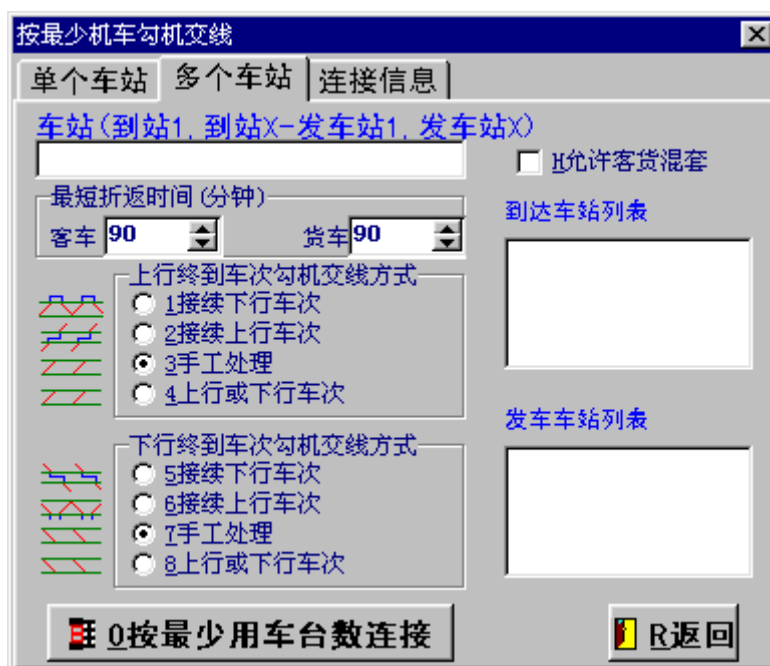 按最少机车勾机交线
单个车站 多个车站 连接信息
车站(到站1,到站X-发车站1,发车站X)
H允许客货混套
最短折返时间(分钟)
客车 90 货车 90
到达车站列表
上行终到车次勾机交线方式
1接续下行车次
2接续上行车次
3手工处理
4上行或下行车次
发车车站列表
下行终到车次勾机交线方式
5接续下行车次
6接续上行车次
7手工处理
8上行或下行车次
O按最少用车台数连接 R返回